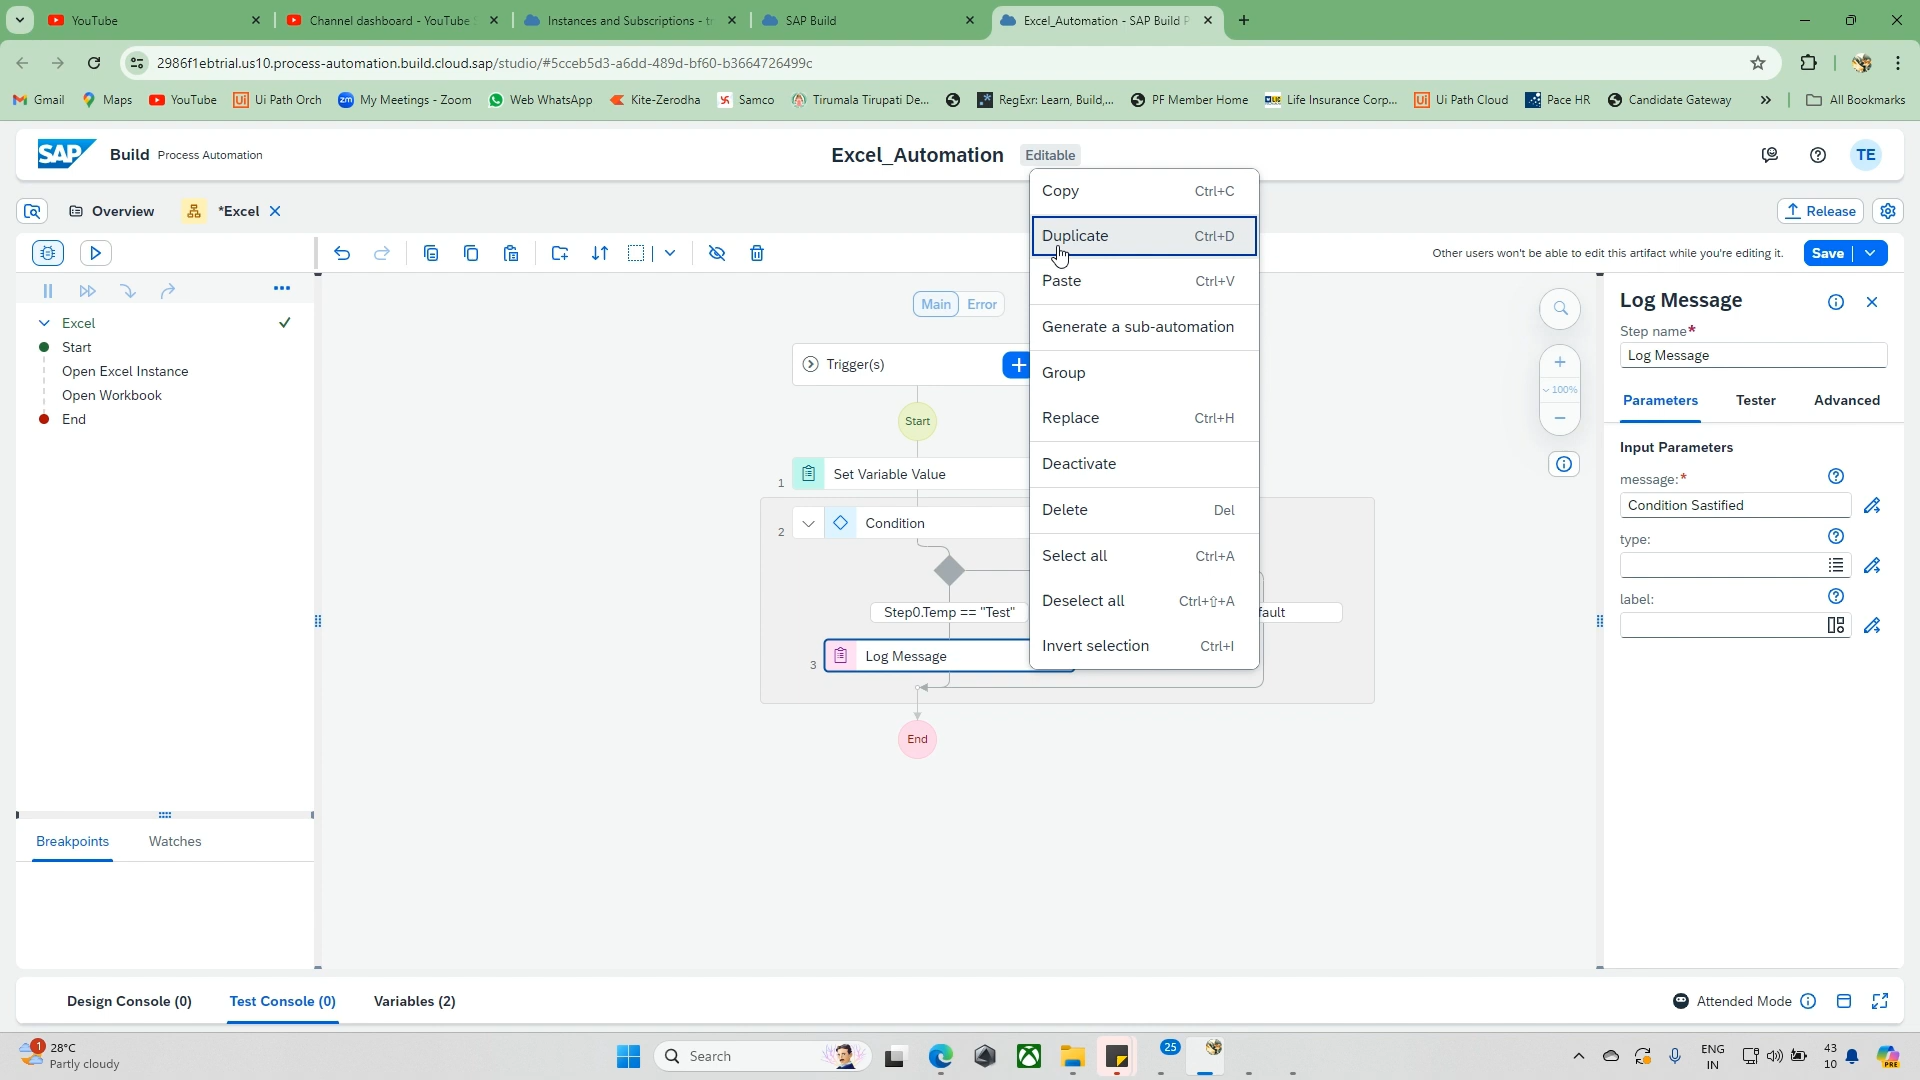 YouTube
Channel dashboard - YouTube S
Instances and Subscriptions - tr
SAP Build
Excel_Automation - SAP Build P
2986f1ebtrial.us10.process-automation.build.cloud.sap/studio/#5cceb5d3-a6dd-489d-bf60-b3664726499c
Gmail
Maps
YouTube
Ui Path Orch
My Meetings - Zoom
Web WhatsApp
Kite-Zerodha
Samco
Tirumala Tirupati De...
RegExr: Learn, Build,...
PF Member Home
Life Insurance Corp...
Ui Path Cloud
Pace HR
Candidate Gateway
All Bookmarks
SAP Build Process Automation
Excel_Automation Editable
TE
Overview
*Excel
Release
Other users won't be able to edit this artifact while you're editing it.
Save
Excel
Start
Open Excel Instance
Open Workbook
End
Breakpoints
Watches
Main Error
Trigger(s)
Start
1 Set Variable Value
2 Condition
Step0.Temp == "Test"
fault
3 Log Message
End
Copy Ctrl+C
Duplicate Ctrl+D
Paste Ctrl+V
Generate a sub-automation
Group
Replace Ctrl+H
Deactivate
Delete Del
Select all Ctrl+A
Deselect all Ctrl+⇧+A
Invert selection Ctrl+I
100%
Log Message
Step name*
Log Message
Parameters
Tester
Advanced
Input Parameters
message:*
Condition Sastified
type:
label:
Design Console (0)
Test Console (0)
Variables (2)
Attended Mode
1
28°C
Partly cloudy
Search
25
ENG
IN
43
10
PRE